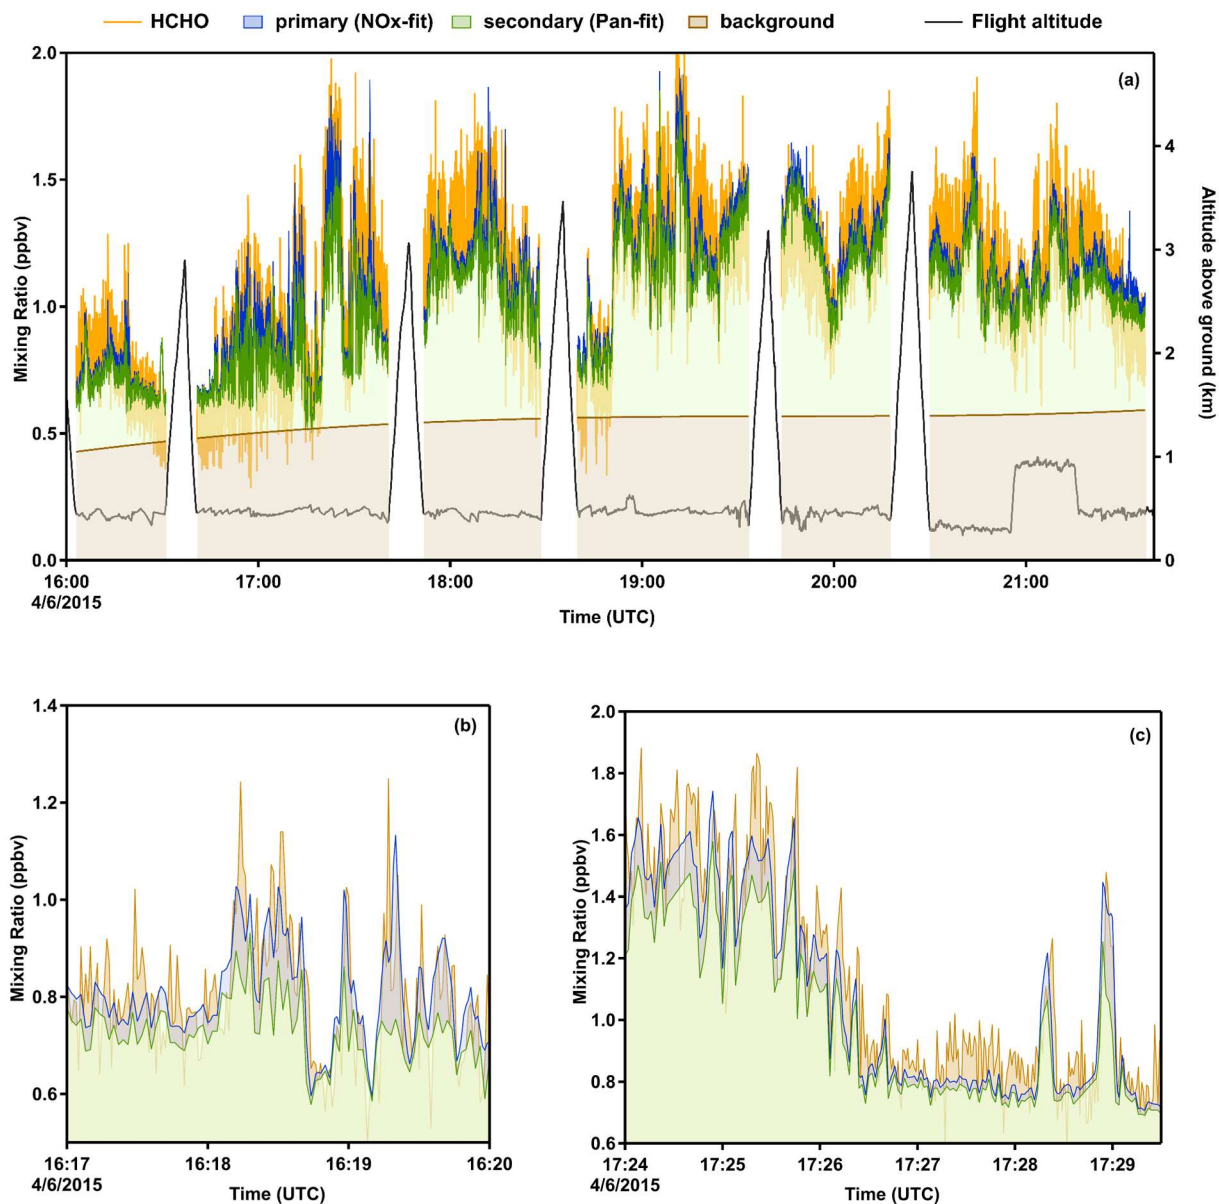 HCHO primary (NOx-fit) secondary (Pan-fit) background Flight altitude
(a)
2.0
1.5
1.0
0.5
0.0
Mixing Ratio (ppbv)
4
3
2
1
0
Altitude above ground (km)
16:00 17:00 18:00 19:00 20:00 21:00
4/6/2015
Time (UTC)
(b)
1.4
1.2
1.0
0.8
0.6
Mixing Ratio (ppbv)
16:17 16:18 16:19 16:20
4/6/2015
Time (UTC)
(c)
2.0
1.8
1.6
1.4
1.2
1.0
0.8
0.6
Mixing Ratio (ppbv)
17:24 17:25 17:26 17:27 17:28 17:29
4/6/2015
Time (UTC)